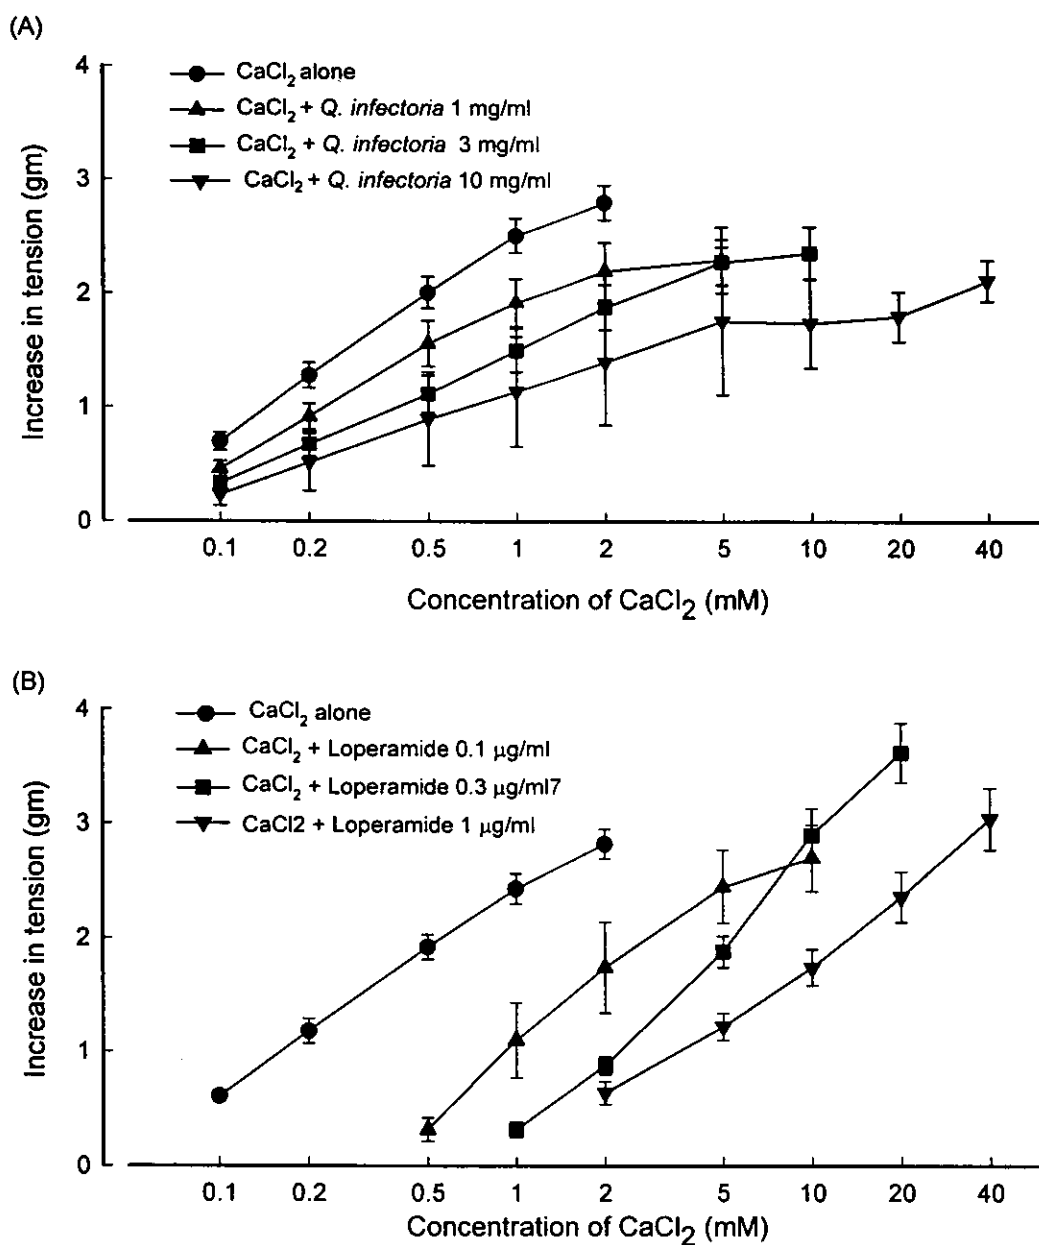 (A)
4
3
2
1
0
Increase in tension (gm)
CaCl₂ alone
CaCl₂ + Q. infectoria 1 mg/ml
CaCl₂ + Q. infectoria 3 mg/ml
CaCl₂ + Q. infectoria 10 mg/ml
0.1 0.2 0.5 1 2 5 10 20 40
Concentration of CaCl₂ (mM)
(B)
4
3
2
1
0
Increase in tension (gm)
CaCl₂ alone
CaCl₂ + Loperamide 0.1 µg/ml
CaCl₂ + Loperamide 0.3 µg/ml7
CaCl2 + Loperamide 1 µg/ml
0.1 0.2 0.5 1 2 5 10 20 40
Concentration of CaCl₂ (mM)